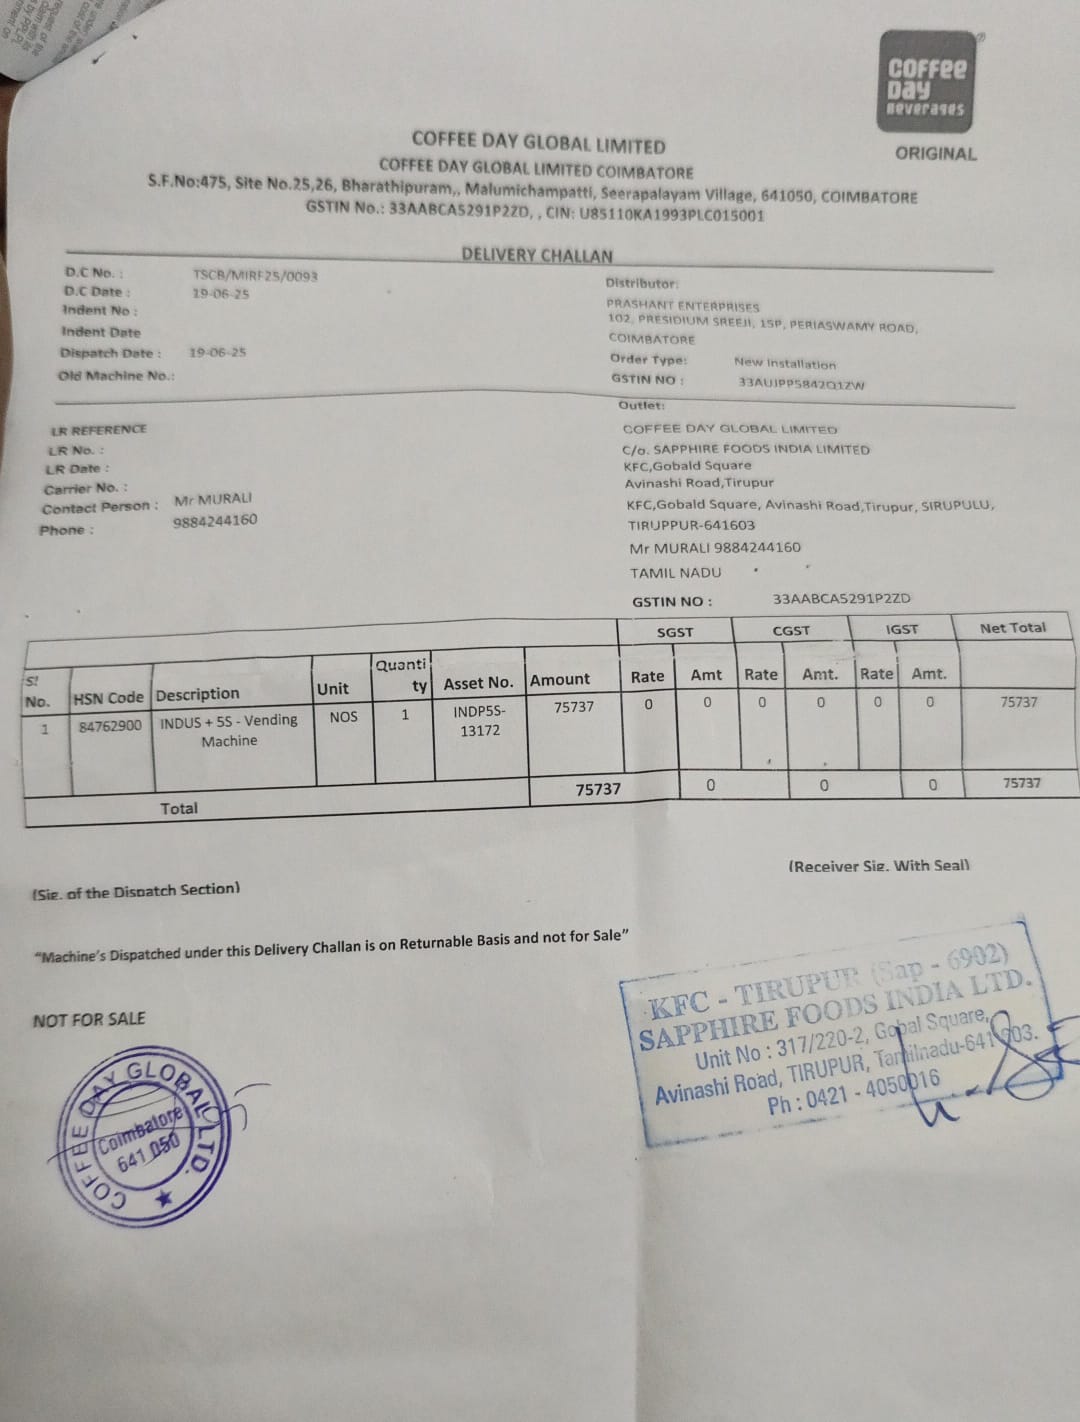 COFFEE
DAY
BEVERAGES
ORIGINAL
COFFEE DAY GLOBAL LIMITED
COFFEE DAY GLOBAL LIMITED COIMBATORE
S.F.No:475, Site No.25,26, Bharathipuram,, Malumichampatti, Seerapalayam Village, 641050, COIMBATORE
GSTIN No.: 33AABCA5291P2ZD, , CIN: U85110KA1993PLC015001
DELIVERY CHALLAN
D.C No. : TSCB/MIRF25/0093
D.C Date : 19-06-25
Indent No :
Indent Date
Dispatch Date : 19-06-25
Old Machine No.:
Distributor:
PRASHANT ENTERPRISES
102, PRESIDIUM SREEJI, 15P, PERIASWAMY ROAD,
COIMBATORE
Order Type: New Installation
GSTIN NO : 33AUJPP5842Q1ZW
LR REFERENCE
LR No. :
LR Date :
Carrier No. :
Contact Person : Mr MURALI
Phone : 9884244160
Outlet:
COFFEE DAY GLOBAL LIMITED
C/o. SAPPHIRE FOODS INDIA LIMITED
KFC,Gobald Square
Avinashi Road,Tirupur
KFC,Gobald Square, Avinashi Road,Tirupur, SIRUPULU,
TIRUPPUR-641603
Mr MURALI 9884244160
TAMIL NADU
GSTIN NO : 33AABCA5291P2ZD
SGST CGST IGST Net Total
Sl No. HSN Code Description Unit Quantity Asset No. Amount Rate Amt Rate Amt. Rate Amt.
1 84762900 INDUS + 5S - Vending Machine NOS 1 INDP5S-13172 75737 0 0 0 0 0 0 75737
Total 75737 0 0 0 75737
(Sig. of the Dispatch Section)
(Receiver Sig. With Seal)
“Machine's Dispatched under this Delivery Challan is on Returnable Basis and not for Sale”
NOT FOR SALE
COFFEE DAY GLOBAL LTD.
Coimbatore
641 050
KFC - TIRUPUR (Sap - 6902)
SAPPHIRE FOODS INDIA LTD.
Unit No : 317/220-2, Gobal Square,
Avinashi Road, TIRUPUR, Tamilnadu-641 603.
Ph : 0421 - 4050016